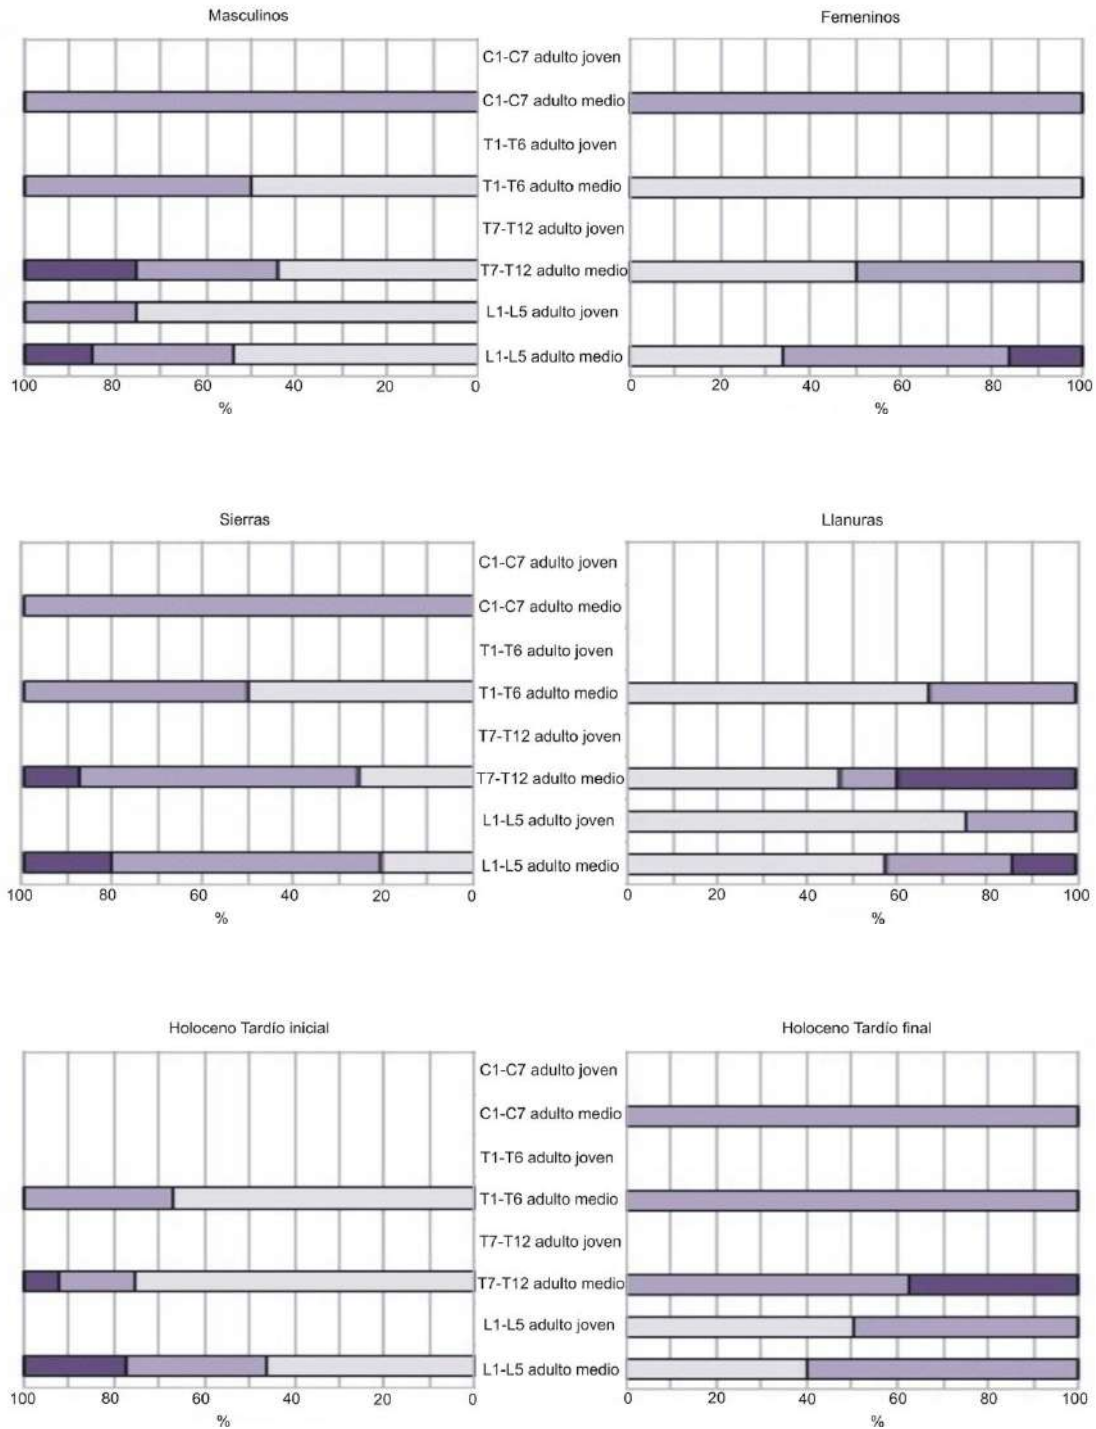 Masculinos Femeninos
C1-C7 adulto joven
C1-C7 adulto medio
T1-T6 adulto joven
T1-T6 adulto medio
T7-T12 adulto joven
T7-T12 adulto medio
L1-L5 adulto joven
L1-L5 adulto medio
100 80 60 40 20 0 0 20 40 60 80 100
% %
Sierras Llanuras
C1-C7 adulto joven
C1-C7 adulto medio
T1-T6 adulto joven
T1-T6 adulto medio
T7-T12 adulto joven
T7-T12 adulto medio
L1-L5 adulto joven
L1-L5 adulto medio
100 80 60 40 20 0 0 20 40 60 80 100
% %
Holoceno Tardío inicial Holoceno Tardío final
C1-C7 adulto joven
C1-C7 adulto medio
T1-T6 adulto joven
T1-T6 adulto medio
T7-T12 adulto joven
T7-T12 adulto medio
L1-L5 adulto joven
L1-L5 adulto medio
100 80 60 40 20 0 0 20 40 60 80 100
% %